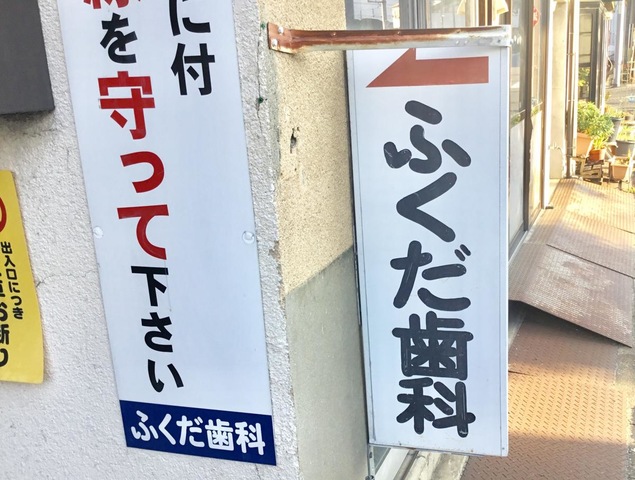 に付
を守って下さい
ふくだ歯科
ふくだ歯科
出入口につき